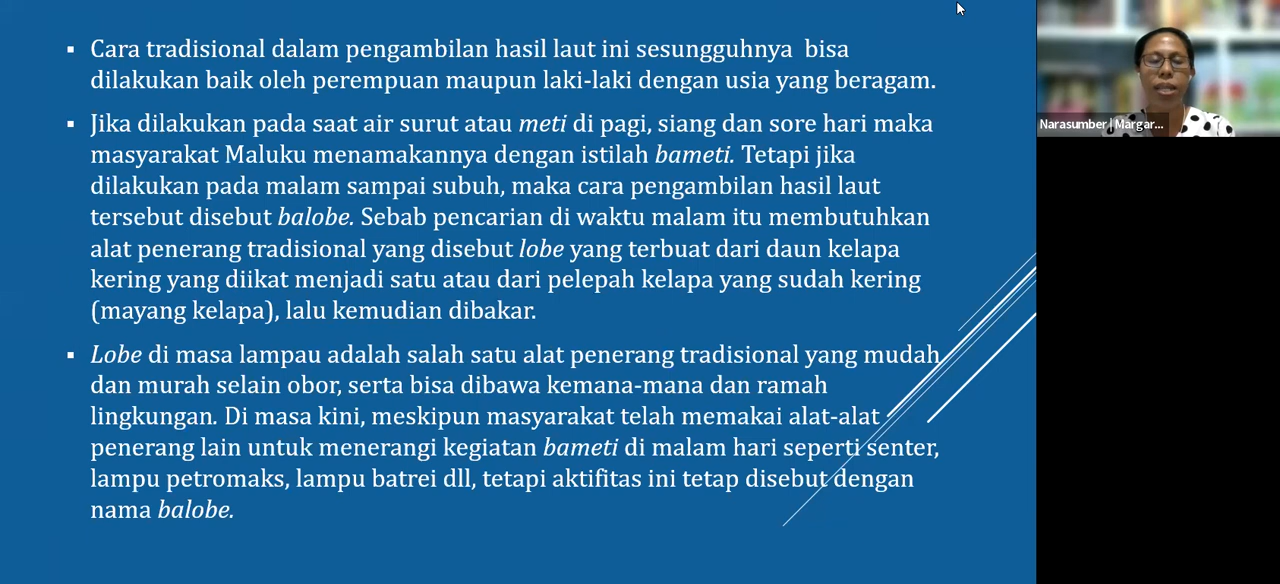 ▪ Cara tradisional dalam pengambilan hasil laut ini sesungguhnya bisa
dilakukan baik oleh perempuan maupun laki-laki dengan usia yang beragam.
▪ Jika dilakukan pada saat air surut atau meti di pagi, siang dan sore hari maka
masyarakat Maluku menamakannya dengan istilah bameti. Tetapi jika
dilakukan pada malam sampai subuh, maka cara pengambilan hasil laut
tersebut disebut balobe. Sebab pencarian di waktu malam itu membutuhkan
alat penerang tradisional yang disebut lobe yang terbuat dari daun kelapa
kering yang diikat menjadi satu atau dari pelepah kelapa yang sudah kering
(mayang kelapa), lalu kemudian dibakar.
▪ Lobe di masa lampau adalah salah satu alat penerang tradisional yang mudah
dan murah selain obor, serta bisa dibawa kemana-mana dan ramah
lingkungan. Di masa kini, meskipun masyarakat telah memakai alat-alat
penerang lain untuk menerangi kegiatan bameti di malam hari seperti senter,
lampu petromaks, lampu batrei dll, tetapi aktifitas ini tetap disebut dengan
nama balobe.
Narasumber | Margar...